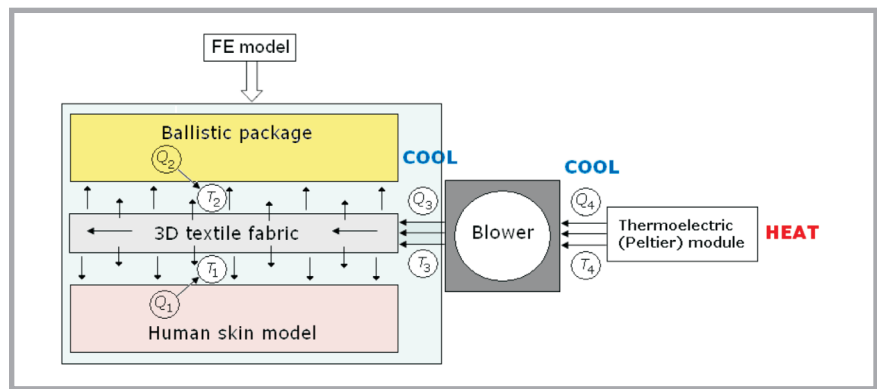 FE model
Ballistic package
Q2
COOL
COOL
T2
Q3
Q4
3D textile fabric
Blower
Thermoelectric
(Peltier) module
HEAT
T1
T3
T4
Q1
Human skin model